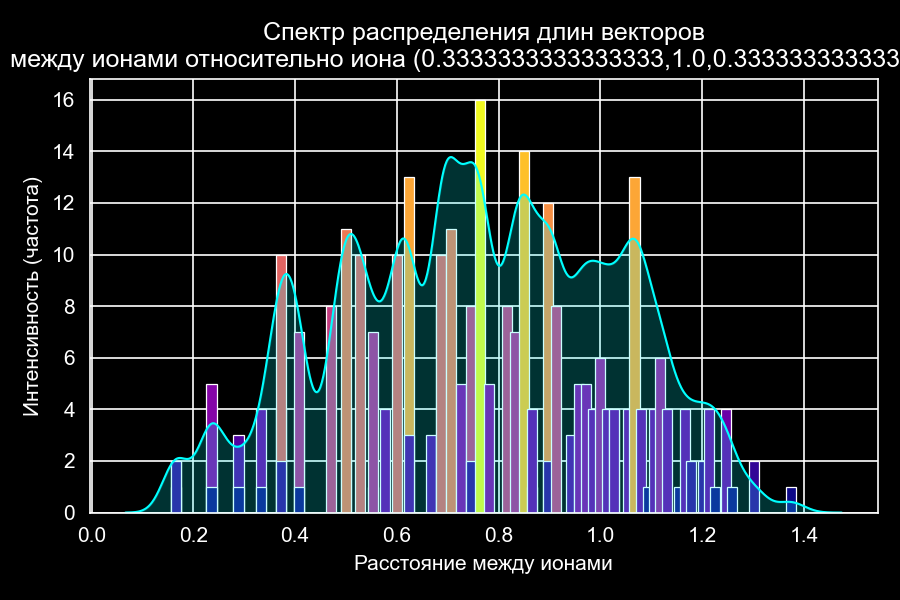 Спектр распределения длин векторов
между ионами относительно иона (0.3333333333333333,1.0,0.333333333333
Интенсивность (частота)
16
14
12
10
8
6
4
2
0
0.0 0.2 0.4 0.6 0.8 1.0 1.2 1.4
Расстояние между ионами